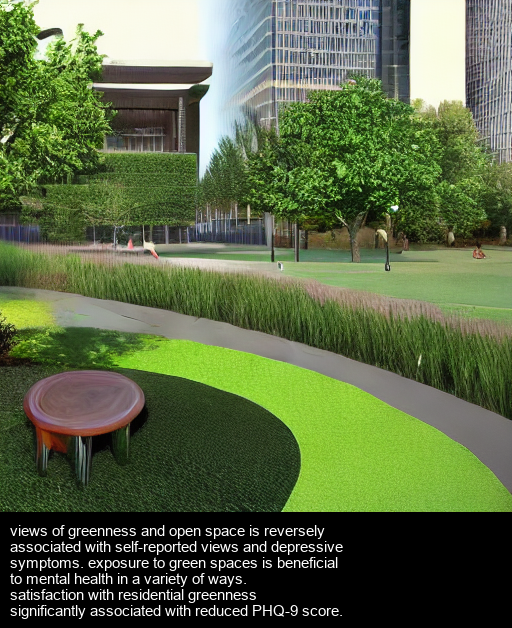 views of greenness and open space is reversely
associated with self-reported views and depressive
symptoms. exposure to green spaces is beneficial
to mental health in a variety of ways.
satisfaction with residential greenness
significantly associated with reduced PHQ-9 score.